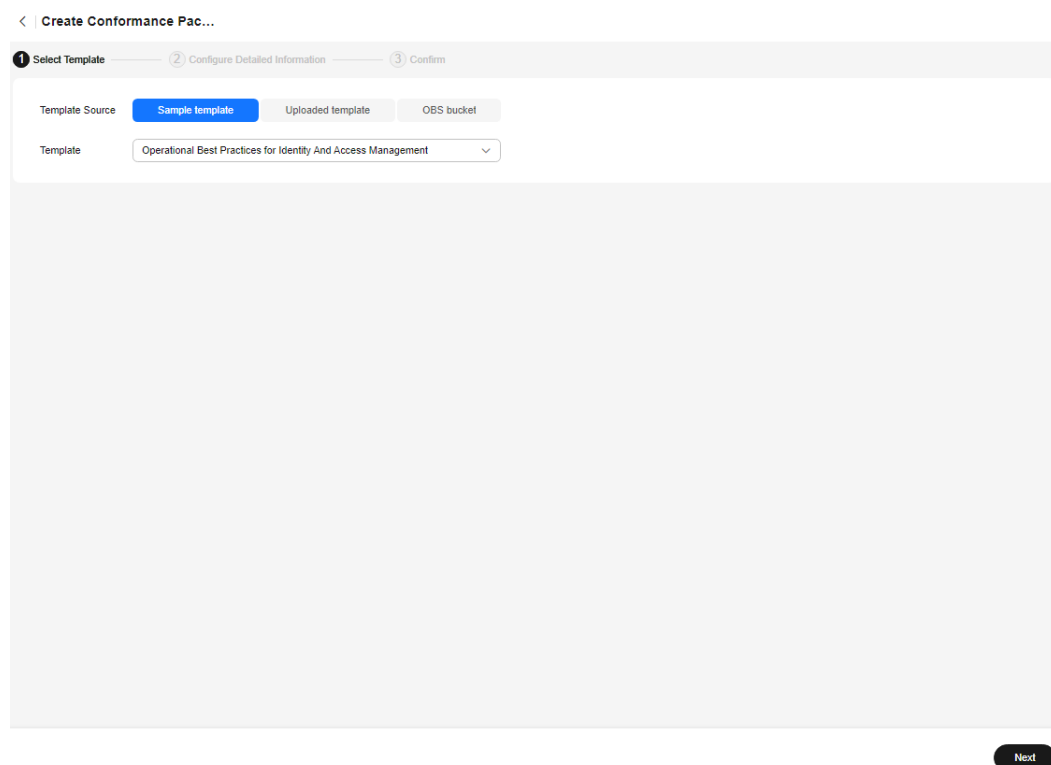 Create Conformance Pac...
1 Select Template 2 Configure Detailed Information 3 Confirm
Template Source Sample template Uploaded template OBS bucket
Template Operational Best Practices for Identity And Access Management
Next